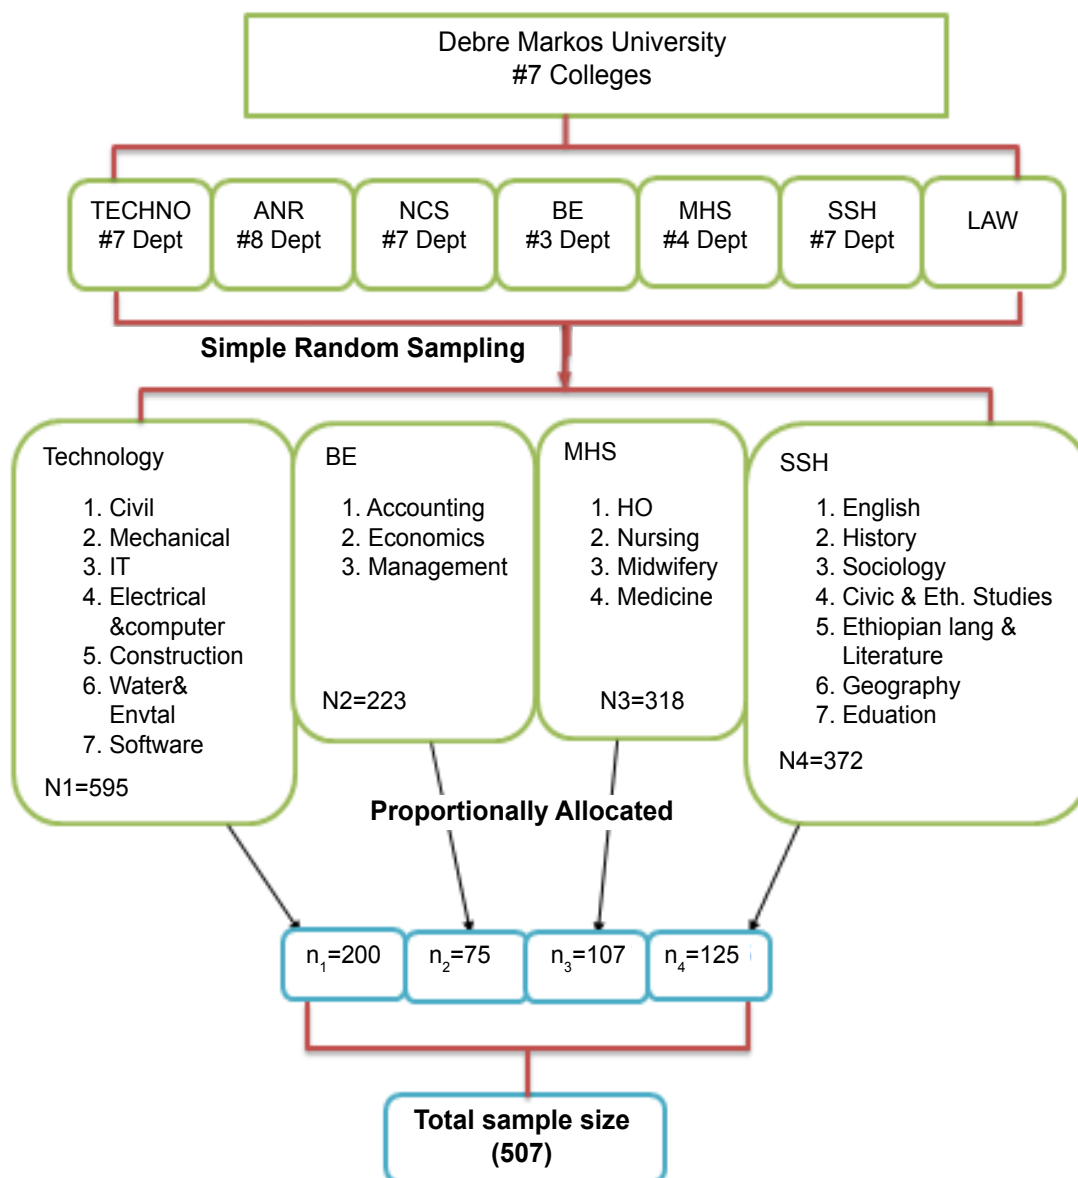 Debre Markos University
#7 Colleges
TECHNO
#7 Dept
ANR
#8 Dept
NCS
#7 Dept
BE
#3 Dept
MHS
#4 Dept
SSH
#7 Dept
LAW
Simple Random Sampling
Technology
1. Civil
2. Mechanical
3. IT
4. Electrical
&computer
5. Construction
6. Water&
Envtal
7. Software
N1=595
BE
1. Accounting
2. Economics
3. Management
N2=223
MHS
1. HO
2. Nursing
3. Midwifery
4. Medicine
N3=318
SSH
1. English
2. History
3. Sociology
4. Civic & Eth. Studies
5. Ethiopian lang &
Literature
6. Geography
7. Eduation
N4=372
Proportionally Allocated
n₁=200
n₂=75
n₃=107
n₄=125
Total sample size
(507)